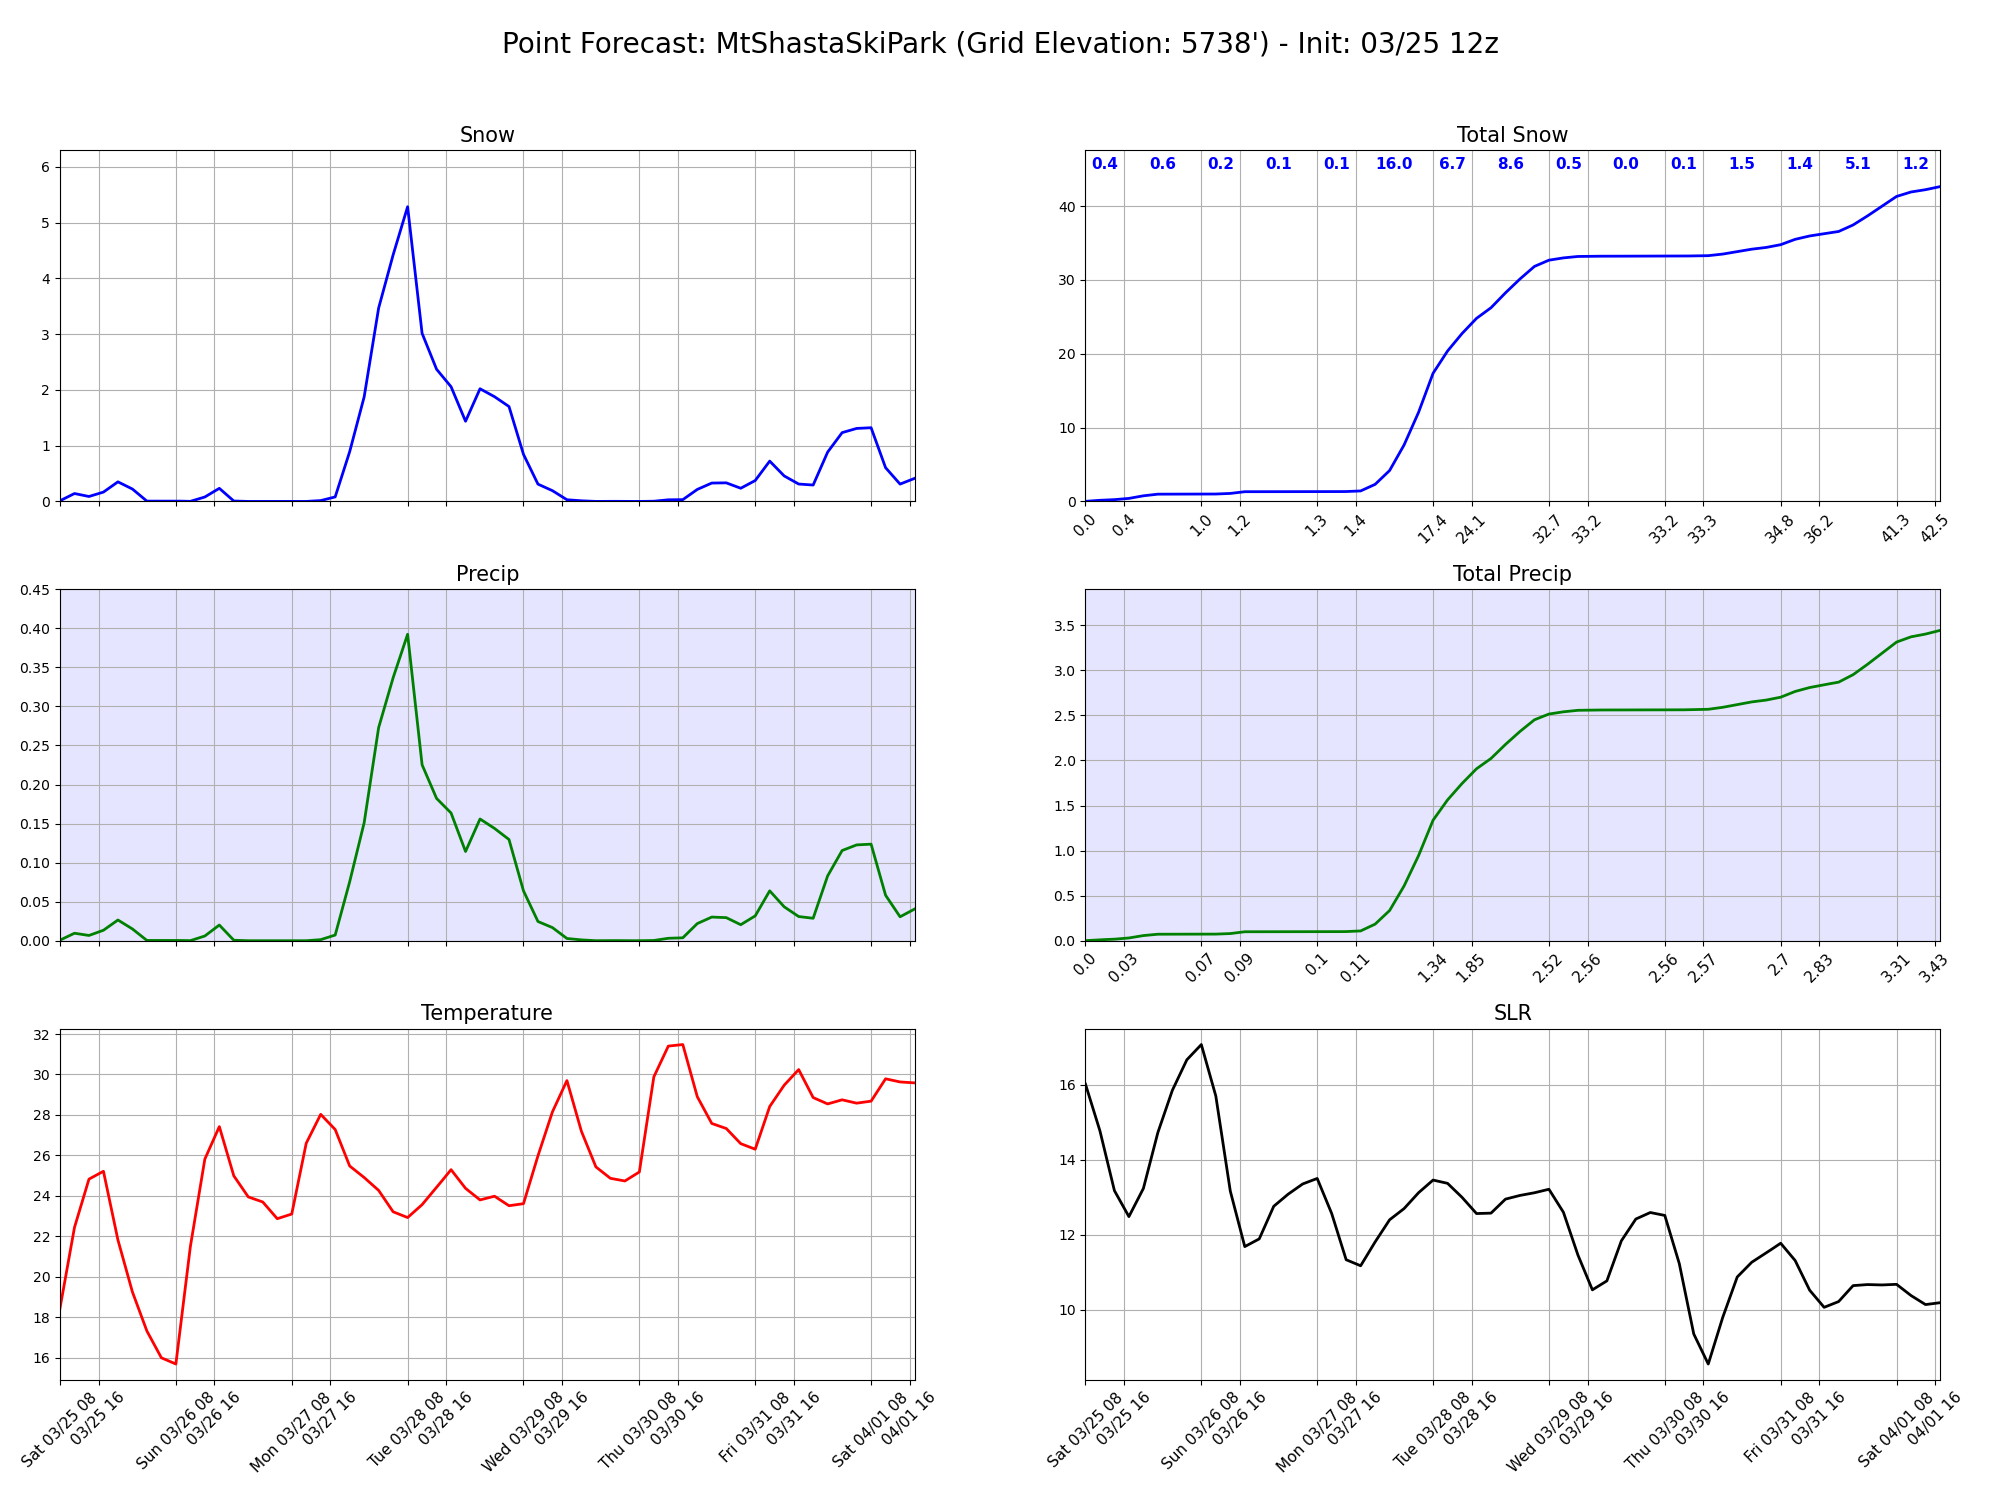 Point Forecast: MtShastaSkiPark (Grid Elevation: 5738') - Init: 03/25 12z
Snow
6
5
4
3
2
1
0
Total Snow
0.4 0.6 0.2 0.1 0.1 16.0 6.7 8.6 0.5 0.0 0.1 1.5 1.4 5.1 1.2
40
30
20
10
0
0.0 0.4 1.0 1.2 1.3 1.4 17.4 24.1 32.7 33.2 33.2 33.3 34.8 36.2 41.3 42.5
Precip
0.45
0.40
0.35
0.30
0.25
0.20
0.15
0.10
0.05
0.00
Total Precip
3.5
3.0
2.5
2.0
1.5
1.0
0.5
0.0
0.0 0.03 0.07 0.09 0.1 0.11 1.34 1.85 2.52 2.56 2.56 2.57 2.7 2.83 3.31 3.43
Temperature
32
30
28
26
24
22
20
18
16
Sat 03/25 08
03/25 16
Sun 03/26 08
03/26 16
Mon 03/27 08
03/27 16
Tue 03/28 08
03/28 16
Wed 03/29 08
03/29 16
Thu 03/30 08
03/30 16
Fri 03/31 08
03/31 16
Sat 04/01 08
04/01 16
SLR
16
14
12
10
Sat 03/25 08
03/25 16
Sun 03/26 08
03/26 16
Mon 03/27 08
03/27 16
Tue 03/28 08
03/28 16
Wed 03/29 08
03/29 16
Thu 03/30 08
03/30 16
Fri 03/31 08
03/31 16
Sat 04/01 08
04/01 16